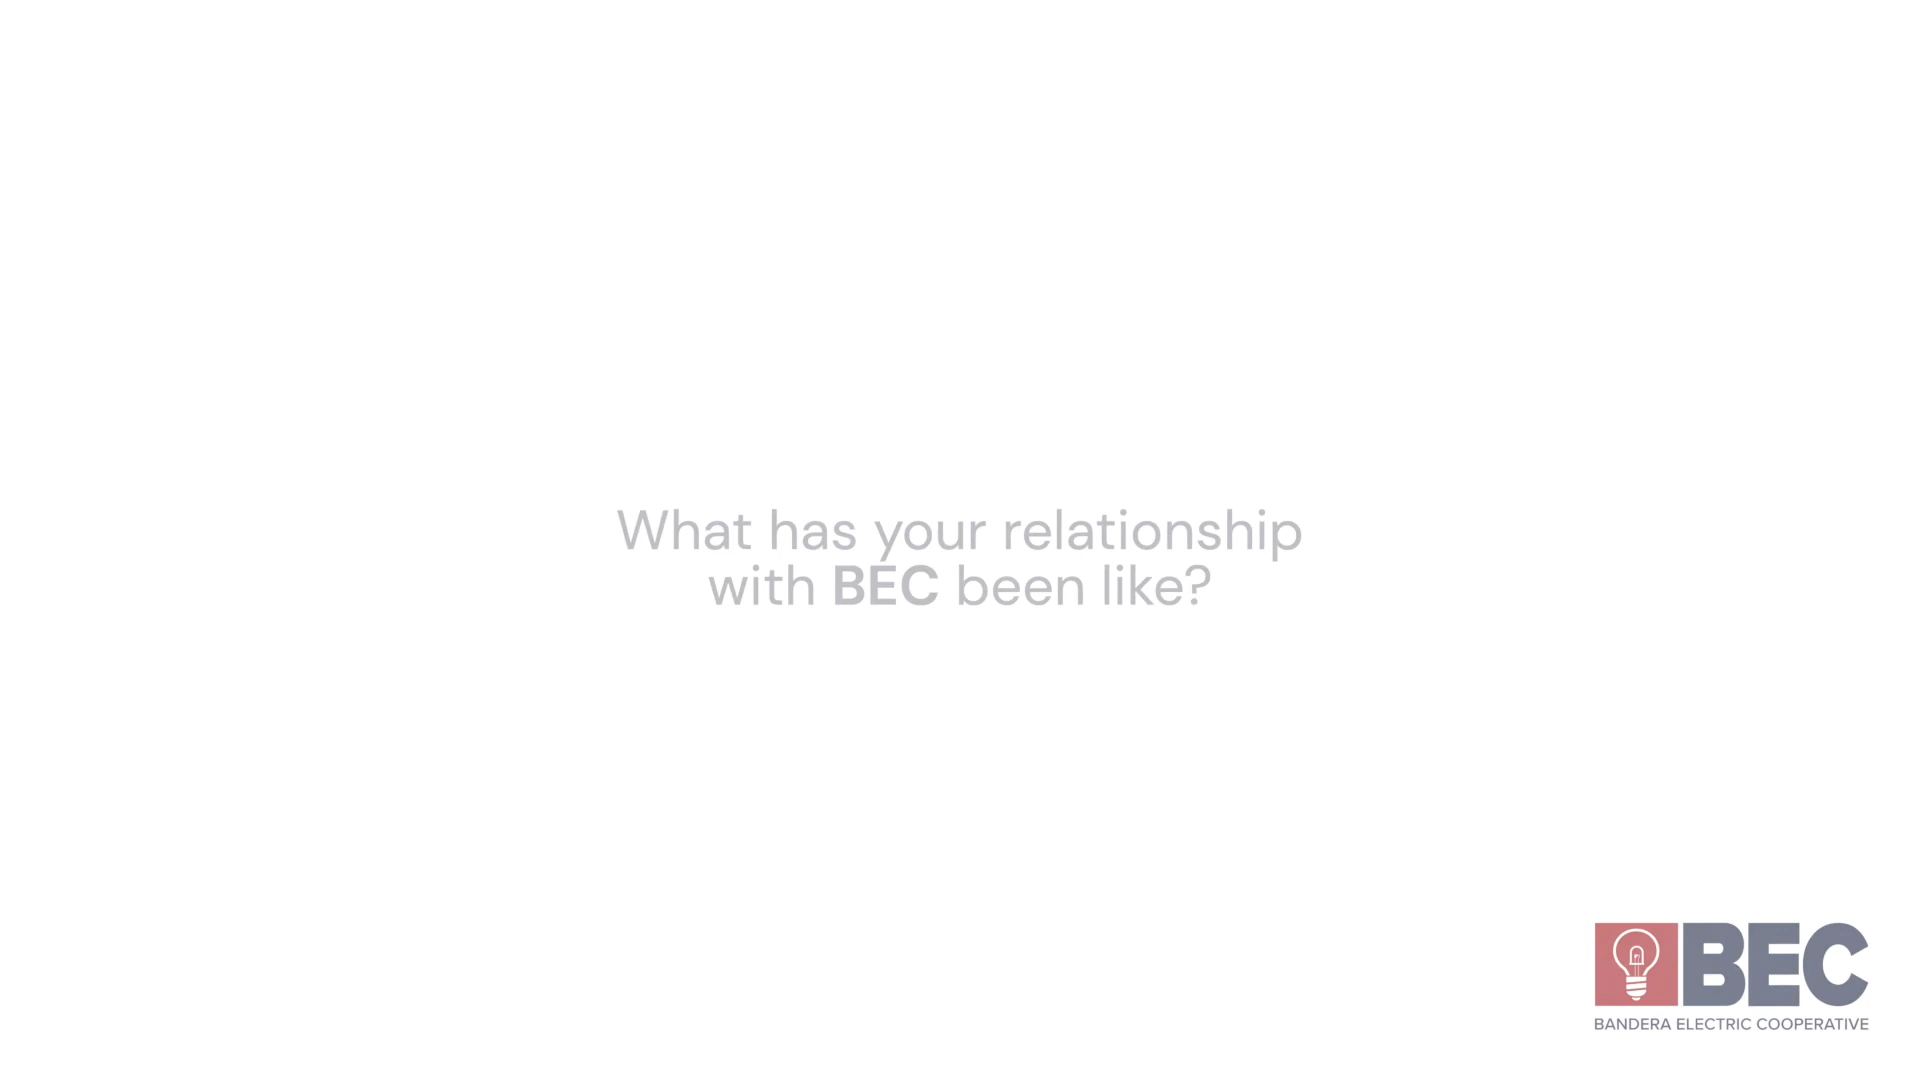 What has your relationship
with BEC been like?
BEC
BANDERA ELECTRIC COOPERATIVE